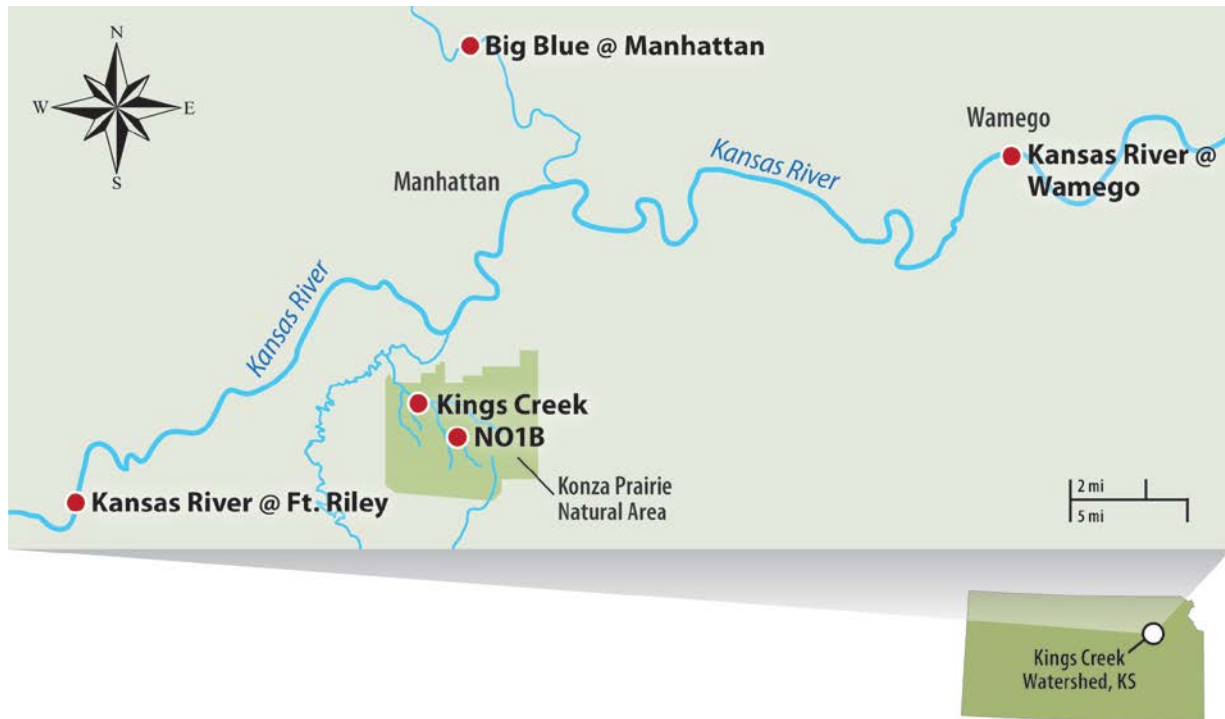 N
W
E
S
Big Blue @ Manhattan
Wamego
Kansas River @
Wamego
Kansas River
Manhattan
Kansas River
Kings Creek
NO1B
Konza Prairie
Natural Area
Kansas River @ Ft. Riley
2 mi
5 mi
Kings Creek
Watershed, KS